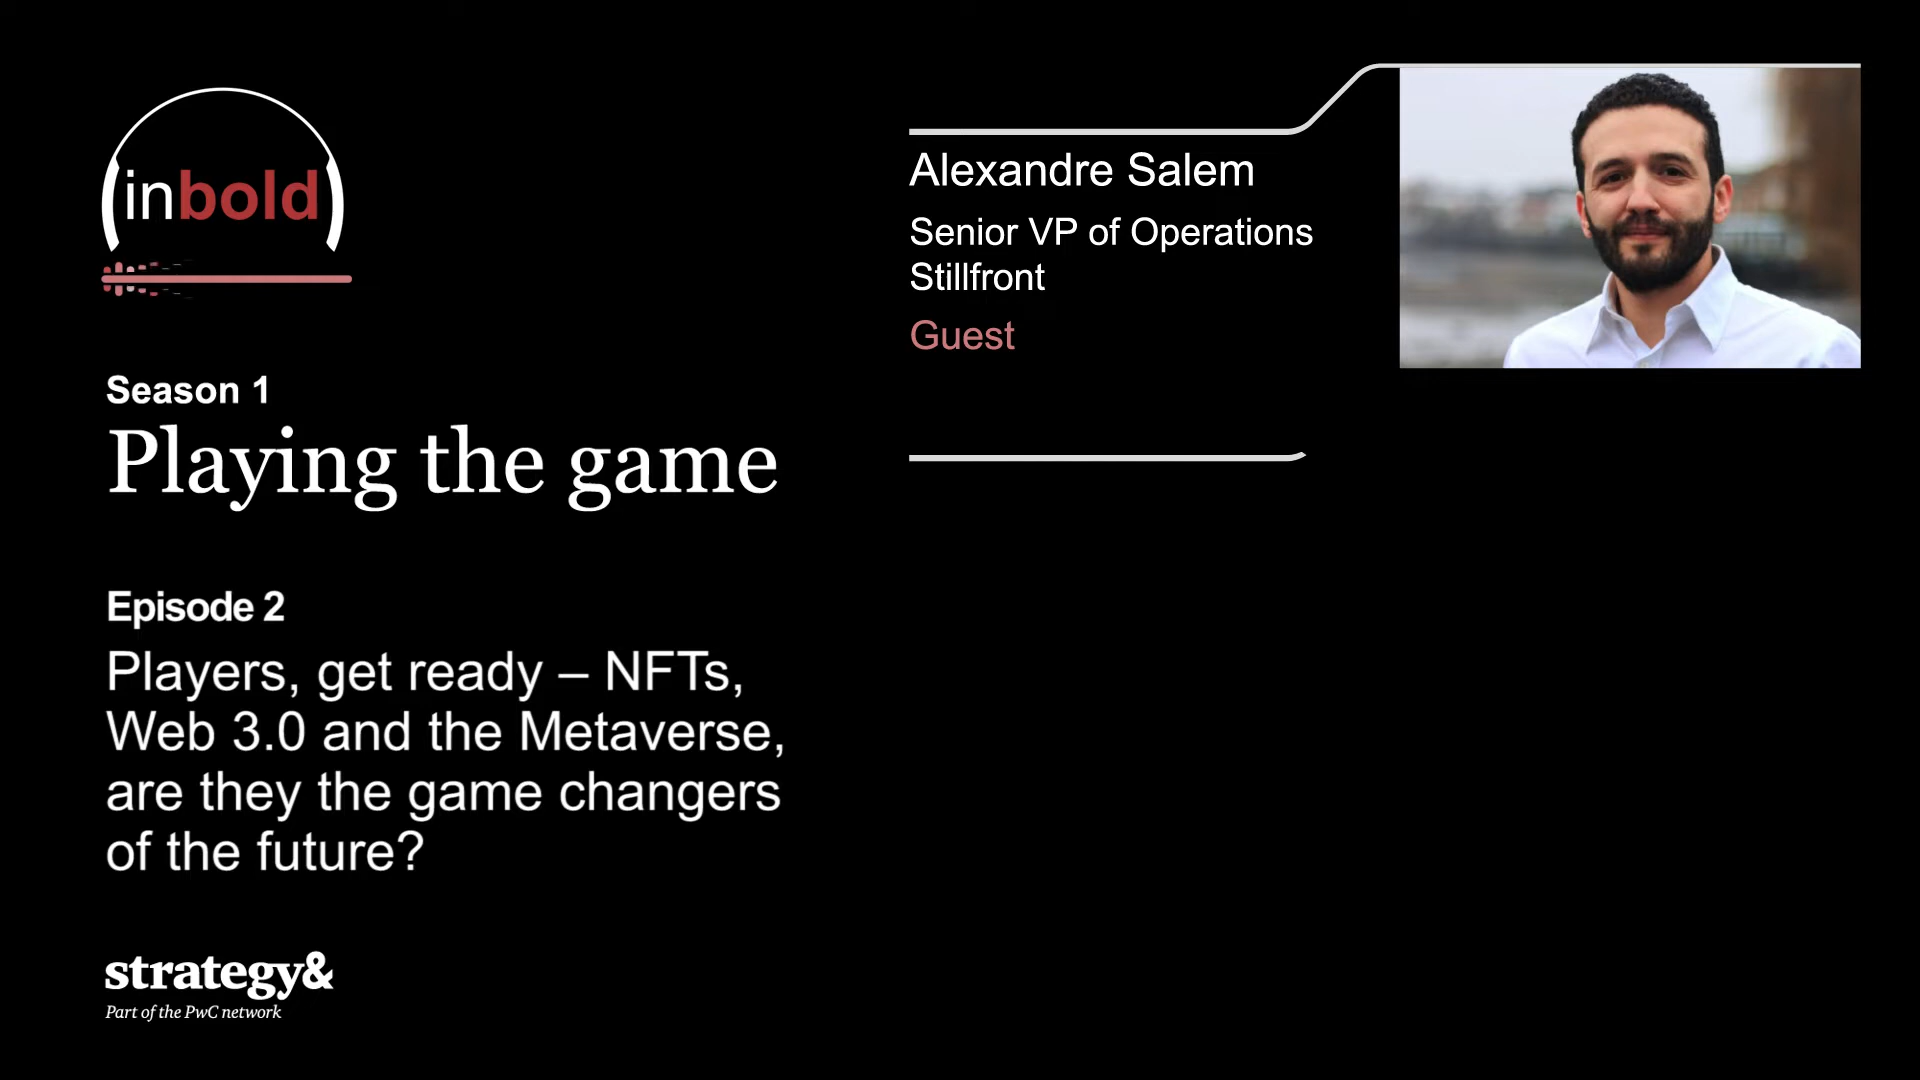 inbold
Season 1
Playing the game
Episode 2
Players, get ready – NFTs,
Web 3.0 and the Metaverse,
are they the game changers
of the future?
strategy&
Part of the PwC network
Alexandre Salem
Senior VP of Operations
Stillfront
Guest